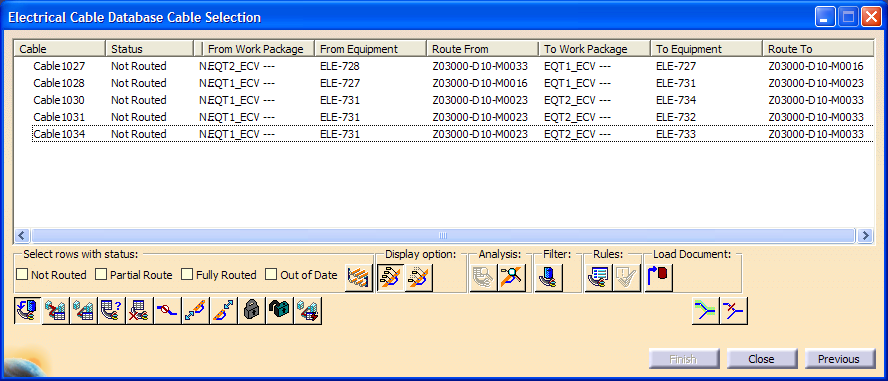 Electrical Cable Database Cable Selection
Cable Status From Work Package From Equipment Route From To Work Package To Equipment Route To
Cable1027 Not Routed N. EQT2_ECV --- ELE-728 Z03000-D10-M0033 EQT1_ECV --- ELE-727 Z03000-D10-M0016
Cable1028 Not Routed N. EQT1_ECV --- ELE-727 Z03000-D10-M0016 EQT1_ECV --- ELE-731 Z03000-D10-M0023
Cable1030 Not Routed N. EQT1_ECV --- ELE-731 Z03000-D10-M0023 EQT2_ECV --- ELE-734 Z03000-D10-M0033
Cable1031 Not Routed N. EQT1_ECV --- ELE-731 Z03000-D10-M0023 EQT2_ECV --- ELE-732 Z03000-D10-M0033
Cable1034 Not Routed N. EQT1_ECV --- ELE-731 Z03000-D10-M0023 EQT2_ECV --- ELE-733 Z03000-D10-M0033
Select rows with status: Display option: Analysis: Filter: Rules: Load Document:
Not Routed Partial Route Fully Routed Out of Date
Finish Close Previous